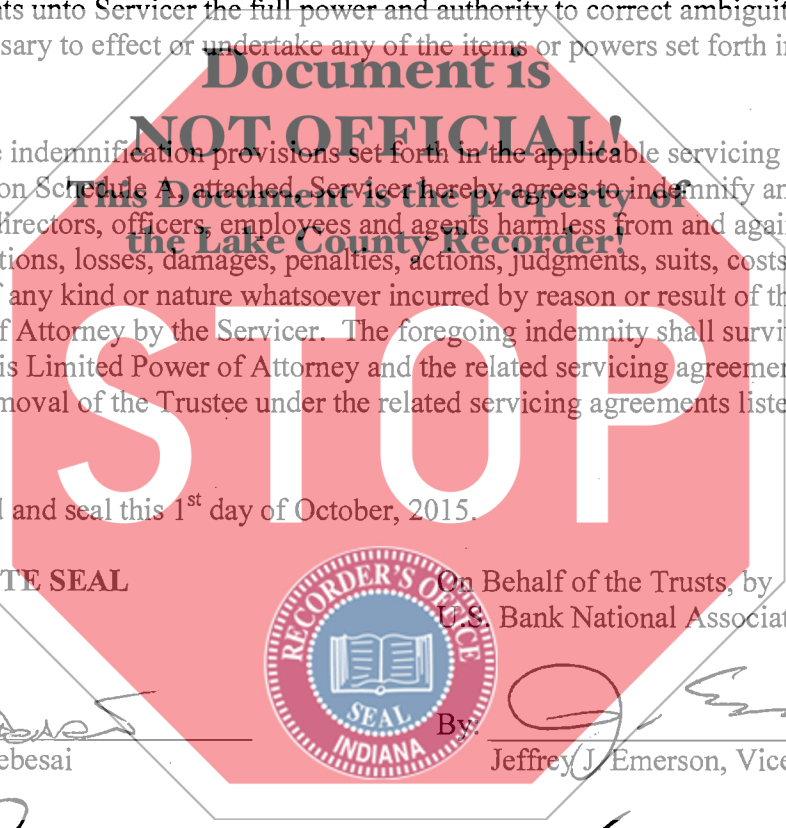 ts unto Servicer the full power and authority to correct ambiguit
ssary to effect or undertake any of the items or powers set forth i
Document is
NOT OFFICIAL!
indemnification provisions set forth in the applicable servicing
on Schedule A, attached, Servicer hereby agrees to indemnify an
This Document is the property of
directors, officers, employees and agents harmless from and agai
the Lake County Recorder!
tions, losses, damages, penalties, actions, judgments, suits, costs
any kind or nature whatsoever incurred by reason or result of th
f Attorney by the Servicer. The foregoing indemnity shall survi
is Limited Power of Attorney and the related servicing agreemen
moval of the Trustee under the related servicing agreements liste
STOP
and seal this 1st day of October, 2015.
TE SEAL
On Behalf of the Trusts, by
U.S. Bank National Associat
RECORDER'S OFFICE
SEAL
INDIANA
By:
ebesai
Jeffrey J. Emerson, Vice